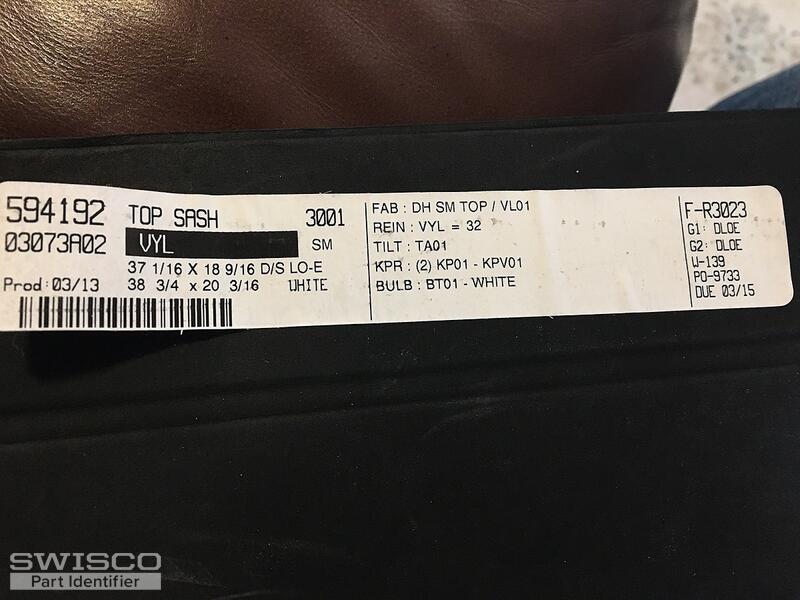 594192 TOP SASH 3001
03073A02 VYL SM
37 1/16 X 18 9/16 D/S LO-E
Prod: 03/13 38 3/4 x 20 3/16 WHITE
FAB : DH SM TOP / VL01
REIN : VYL = 32
TILT : TA01
KPR : (2) KP01 - KPV01
BULB : BT01 - WHITE
F-R3023
G1: DLOE
G2: DLOE
W-139
PO-9733
DUE 03/15
SWISCO
Part Identifier